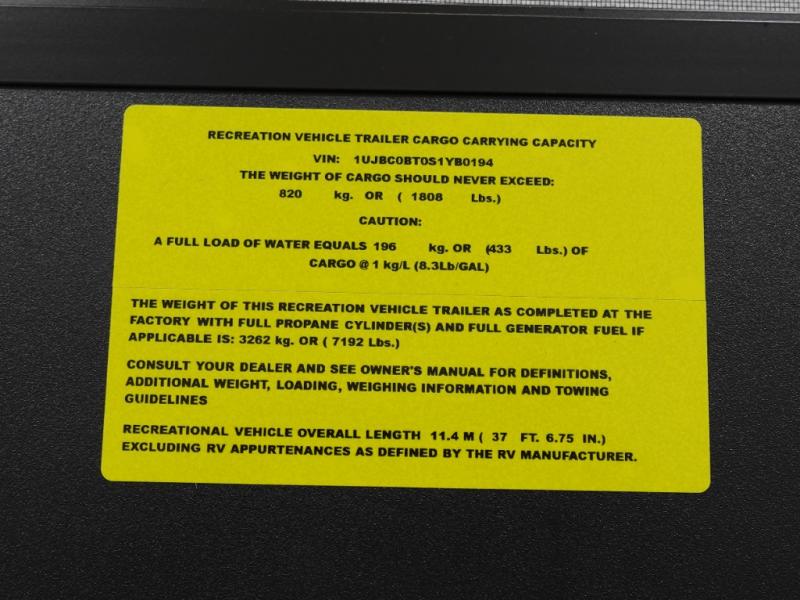 RECREATION VEHICLE TRAILER CARGO CARRYING CAPACITY
VIN: 1UJBC0BT0S1YB0194
THE WEIGHT OF CARGO SHOULD NEVER EXCEED:
820 kg. OR ( 1808 Lbs.)
CAUTION:
A FULL LOAD OF WATER EQUALS 196 kg. OR (433 Lbs.) OF
CARGO @ 1 kg/L (8.3Lb/GAL)
THE WEIGHT OF THIS RECREATION VEHICLE TRAILER AS COMPLETED AT THE
FACTORY WITH FULL PROPANE CYLINDER(S) AND FULL GENERATOR FUEL IF
APPLICABLE IS: 3262 kg. OR ( 7192 Lbs.)
CONSULT YOUR DEALER AND SEE OWNER'S MANUAL FOR DEFINITIONS,
ADDITIONAL WEIGHT, LOADING, WEIGHING INFORMATION AND TOWING
GUIDELINES
RECREATIONAL VEHICLE OVERALL LENGTH 11.4 M ( 37 FT. 6.75 IN.)
EXCLUDING RV APPURTENANCES AS DEFINED BY THE RV MANUFACTURER.